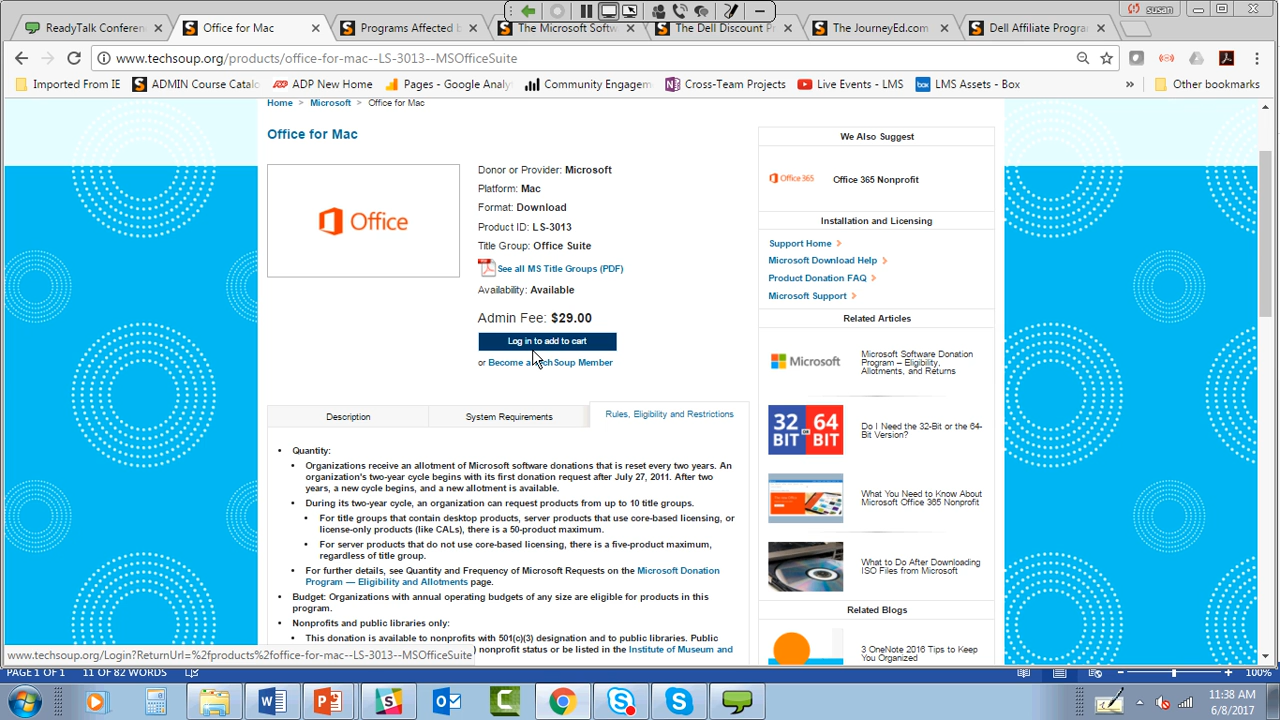 susan
ReadyTalk Conferen
Office for Mac
Programs Affected b
The Microsoft Softw
The Dell Discount P
The JourneyEd.com
Dell Affiliate Program
www.techsoup.org/products/office-for-mac--LS-3013--MSOfficeSuite
Imported From IE
ADMIN Course Catalo
ADP New Home
Pages - Google Analy
Community Engagem
Cross-Team Projects
Live Events - LMS
box LMS Assets - Box
» Other bookmarks
Home > Microsoft > Office for Mac
Office for Mac
Office
Donor or Provider: Microsoft
Platform: Mac
Format: Download
Product ID: LS-3013
Title Group: Office Suite
See all MS Title Groups (PDF)
Availability: Available
Admin Fee: $29.00
Log in to add to cart
or Become a TechSoup Member
Description
System Requirements
Rules, Eligibility and Restrictions
• Quantity:
• Organizations receive an allotment of Microsoft software donations that is reset every two years. An
organization's two-year cycle begins with its first donation request after July 27, 2011. After two
years, a new cycle begins, and a new allotment is available.
• During its two-year cycle, an organization can request products from up to 10 title groups.
• For title groups that contain desktop products, server products that use core-based licensing, or
license-only products (like CALs), there is a 50-product maximum.
• For server products that do not use core-based licensing, there is a five-product maximum,
regardless of title group.
• For further details, see Quantity and Frequency of Microsoft Requests on the Microsoft Donation
Program — Eligibility and Allotments page.
• Budget: Organizations with annual operating budgets of any size are eligible for products in this
program.
• Nonprofits and public libraries only:
• This donation is available to nonprofits with 501(c)(3) designation and to public libraries. Public
) nonprofit status or be listed in the Institute of Museum and
We Also Suggest
Office 365
Office 365 Nonprofit
Installation and Licensing
Support Home
Microsoft Download Help
Product Donation FAQ
Microsoft Support
Related Articles
Microsoft
Microsoft Software Donation
Program – Eligibility,
Allotments, and Returns
32 BIT OR 64 BIT
Do I Need the 32-Bit or the 64-
Bit Version?
What You Need to Know About
Microsoft Office 365 Nonprofit
What to Do After Downloading
ISO Files from Microsoft
Related Blogs
3 OneNote 2016 Tips to Keep
You Organized
www.techsoup.org/Login?ReturnUrl=%2fproducts%2foffice-for-mac--LS-3013--MSOfficeSuite
PAGE 1 OF 1
11 OF 82 WORDS
100%
11:38 AM
6/8/2017